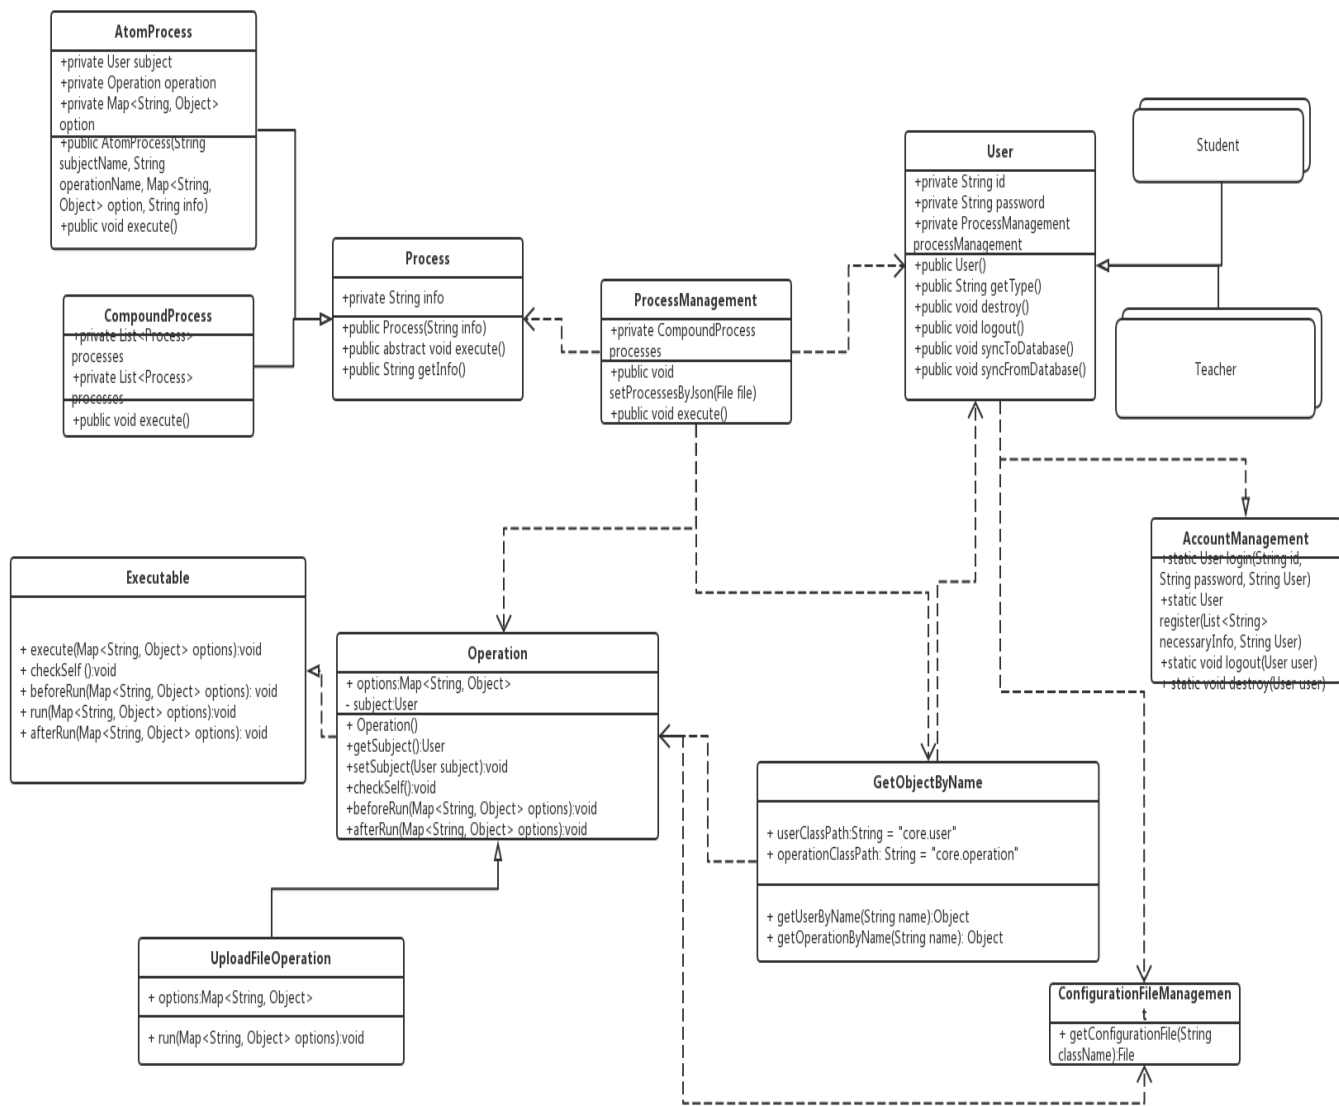 AtomProcess
+private User subject
+private Operation operation
+private Map<String, Object>
option
+public AtomProcess(String
subjectName, String
operationName, Map<String,
Object> option, String info)
+public void execute()
CompoundProcess
+private List<Process>
processes
+private List<Process>
processes
+public void execute()
Process
+private String info
+public Process(String info)
+public abstract void execute()
+public String getInfo()
ProcessManagement
+private CompoundProcess
processes
+public void
setProcessesByJson(File file)
+public void execute()
User
+private String id
+private String password
+private ProcessManagement
processManagement
+public User()
+public String getType()
+public void destroy()
+public void logout()
+public void syncToDatabase()
+public void syncFromDatabase()
Student
Teacher
AccountManagement
+static User login(String id,
String password, String User)
+static User
register(List<String>
necessaryInfo, String User)
+static void logout(User user)
+ static void destroy(User user)
Executable
+ execute(Map<String, Object> options):void
+ checkSelf ():void
+ beforeRun(Map<String, Object> options): void
+ run(Map<String, Object> options):void
+ afterRun(Map<String, Object> options): void
Operation
+ options:Map<String, Object>
- subject:User
+ Operation()
+getSubject():User
+setSubject(User subject):void
+checkSelf():void
+beforeRun(Map<String, Object> options):void
+afterRun(Map<String, Object> options):void
GetObjectByName
+ userClassPath:String = "core.user"
+ operationClassPath: String = "core.operation"
+ getUserByName(String name):Object
+ getOperationByName(String name): Object
UploadFileOperation
+ options:Map<String, Object>
+ run(Map<String, Object> options):void
ConfigurationFileManagemen
t
+ getConfigurationFile(String
className):File